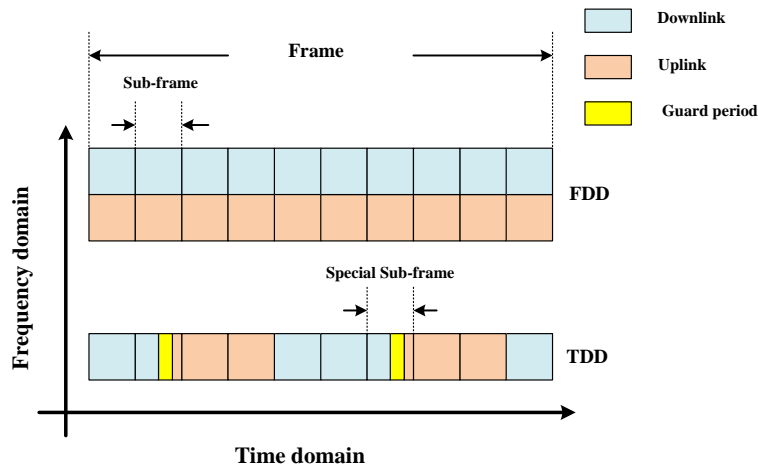 Downlink
Frame
Uplink
Sub-frame
Guard period
FDD
Special Sub-frame
TDD
Frequency domain
Time domain